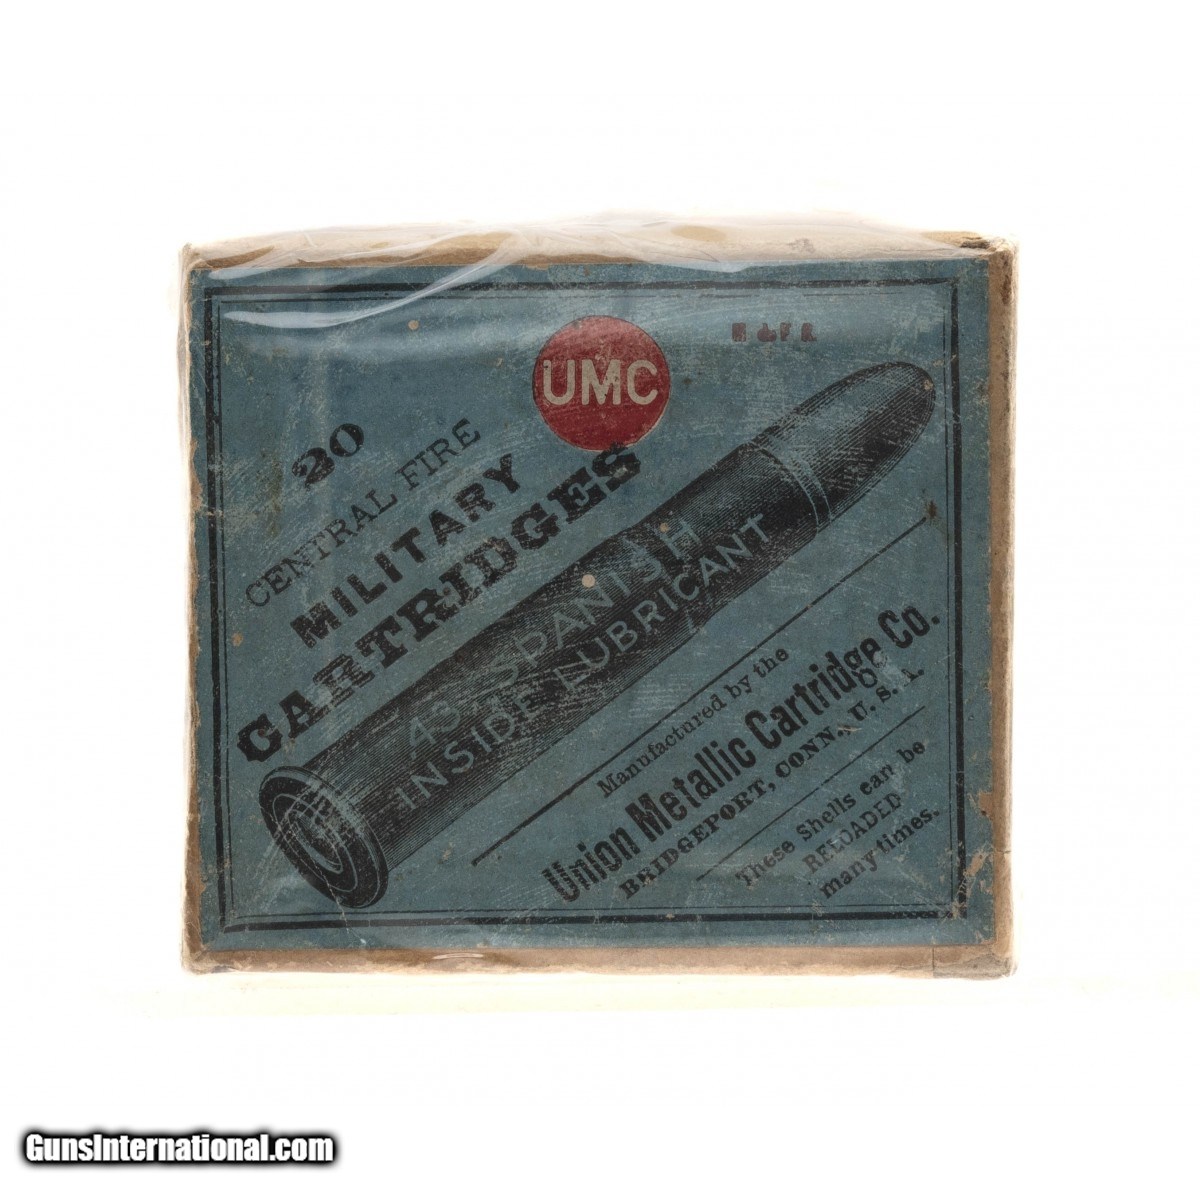 UMC
20
CENTRAL FIRE
MILITARY
CARTRIDGES
43-SPANISH
INSIDE LUBRICANT
Manufactured by the
Union Metallic Cartridge Co.
BRIDGEPORT, CONN., U.S.A.
These Shells can be
RELOADED
many times.
GunsInternational.com